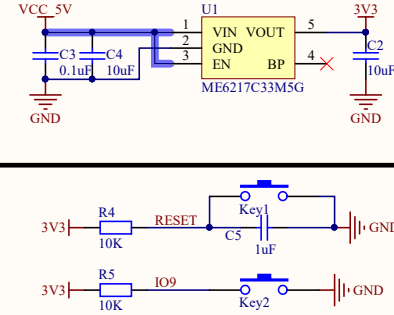 VCC_5V U1 3V3
1 VIN VOUT 5
2 GND
3 EN BP 4
C3 C4 C2
0.1uF 10uF 10uF
ME6217C33M5G
GND GND
R4 RESET Key1
3V3 10K C5 1uF GND
R5 IO9
3V3 10K Key2 GND